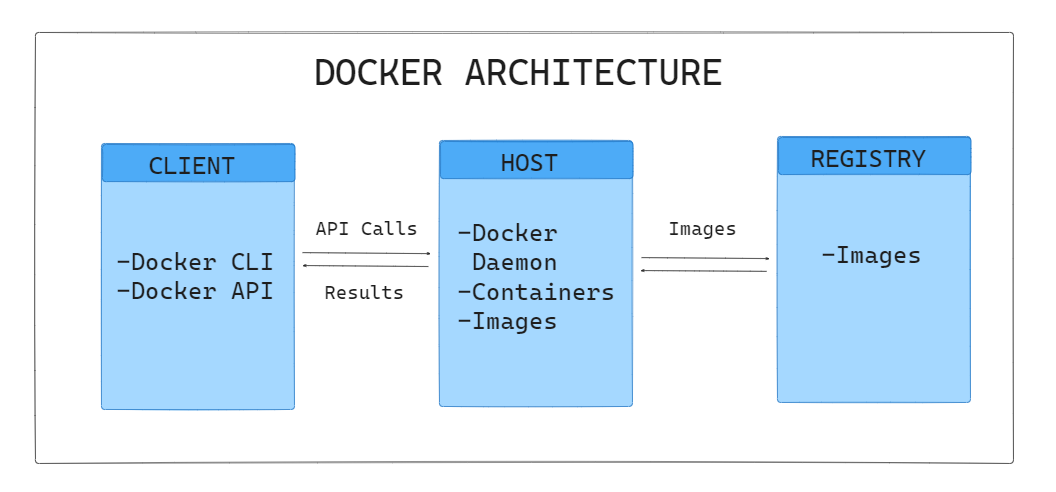 DOCKER ARCHITECTURE
CLIENT
-Docker CLI
-Docker API
API Calls
Results
HOST
-Docker
Daemon
-Containers
-Images
Images
REGISTRY
-Images